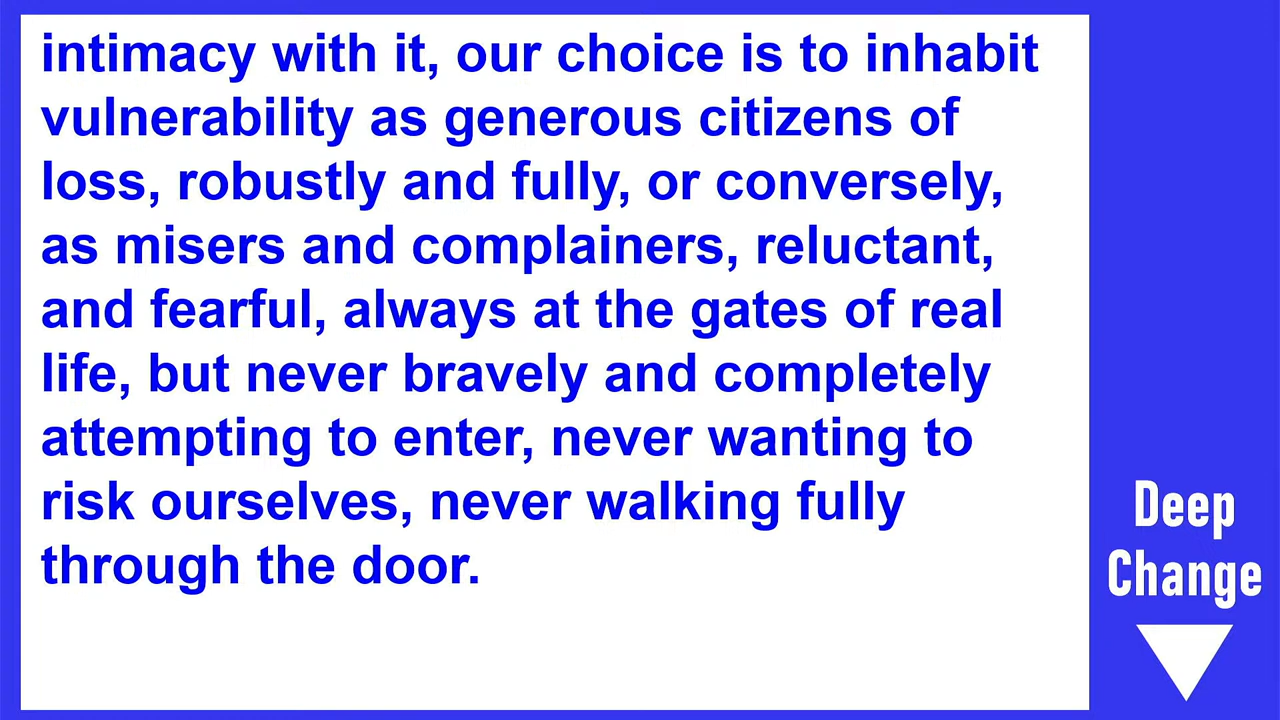 intimacy with it, our choice is to inhabit
vulnerability as generous citizens of
loss, robustly and fully, or conversely,
as misers and complainers, reluctant,
and fearful, always at the gates of real
life, but never bravely and completely
attempting to enter, never wanting to
risk ourselves, never walking fully
through the door.
Deep
Change